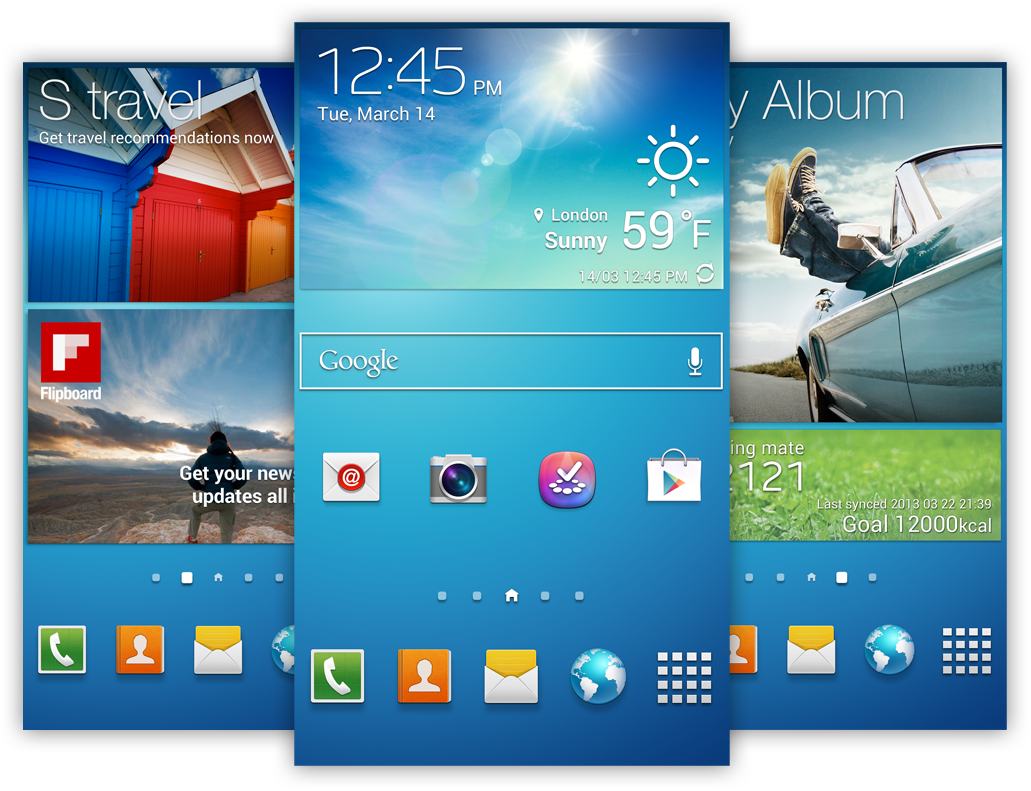 S travel
Get travel recommendations now
Flipboard
Get your news
updates all
12:45 PM
Tue, March 14
London
Sunny
59°F
14/03 12:45 PM
Google
@
y Album
ing mate
2121
Last synced 2013 03 22 21:39
Goal 12000kcal